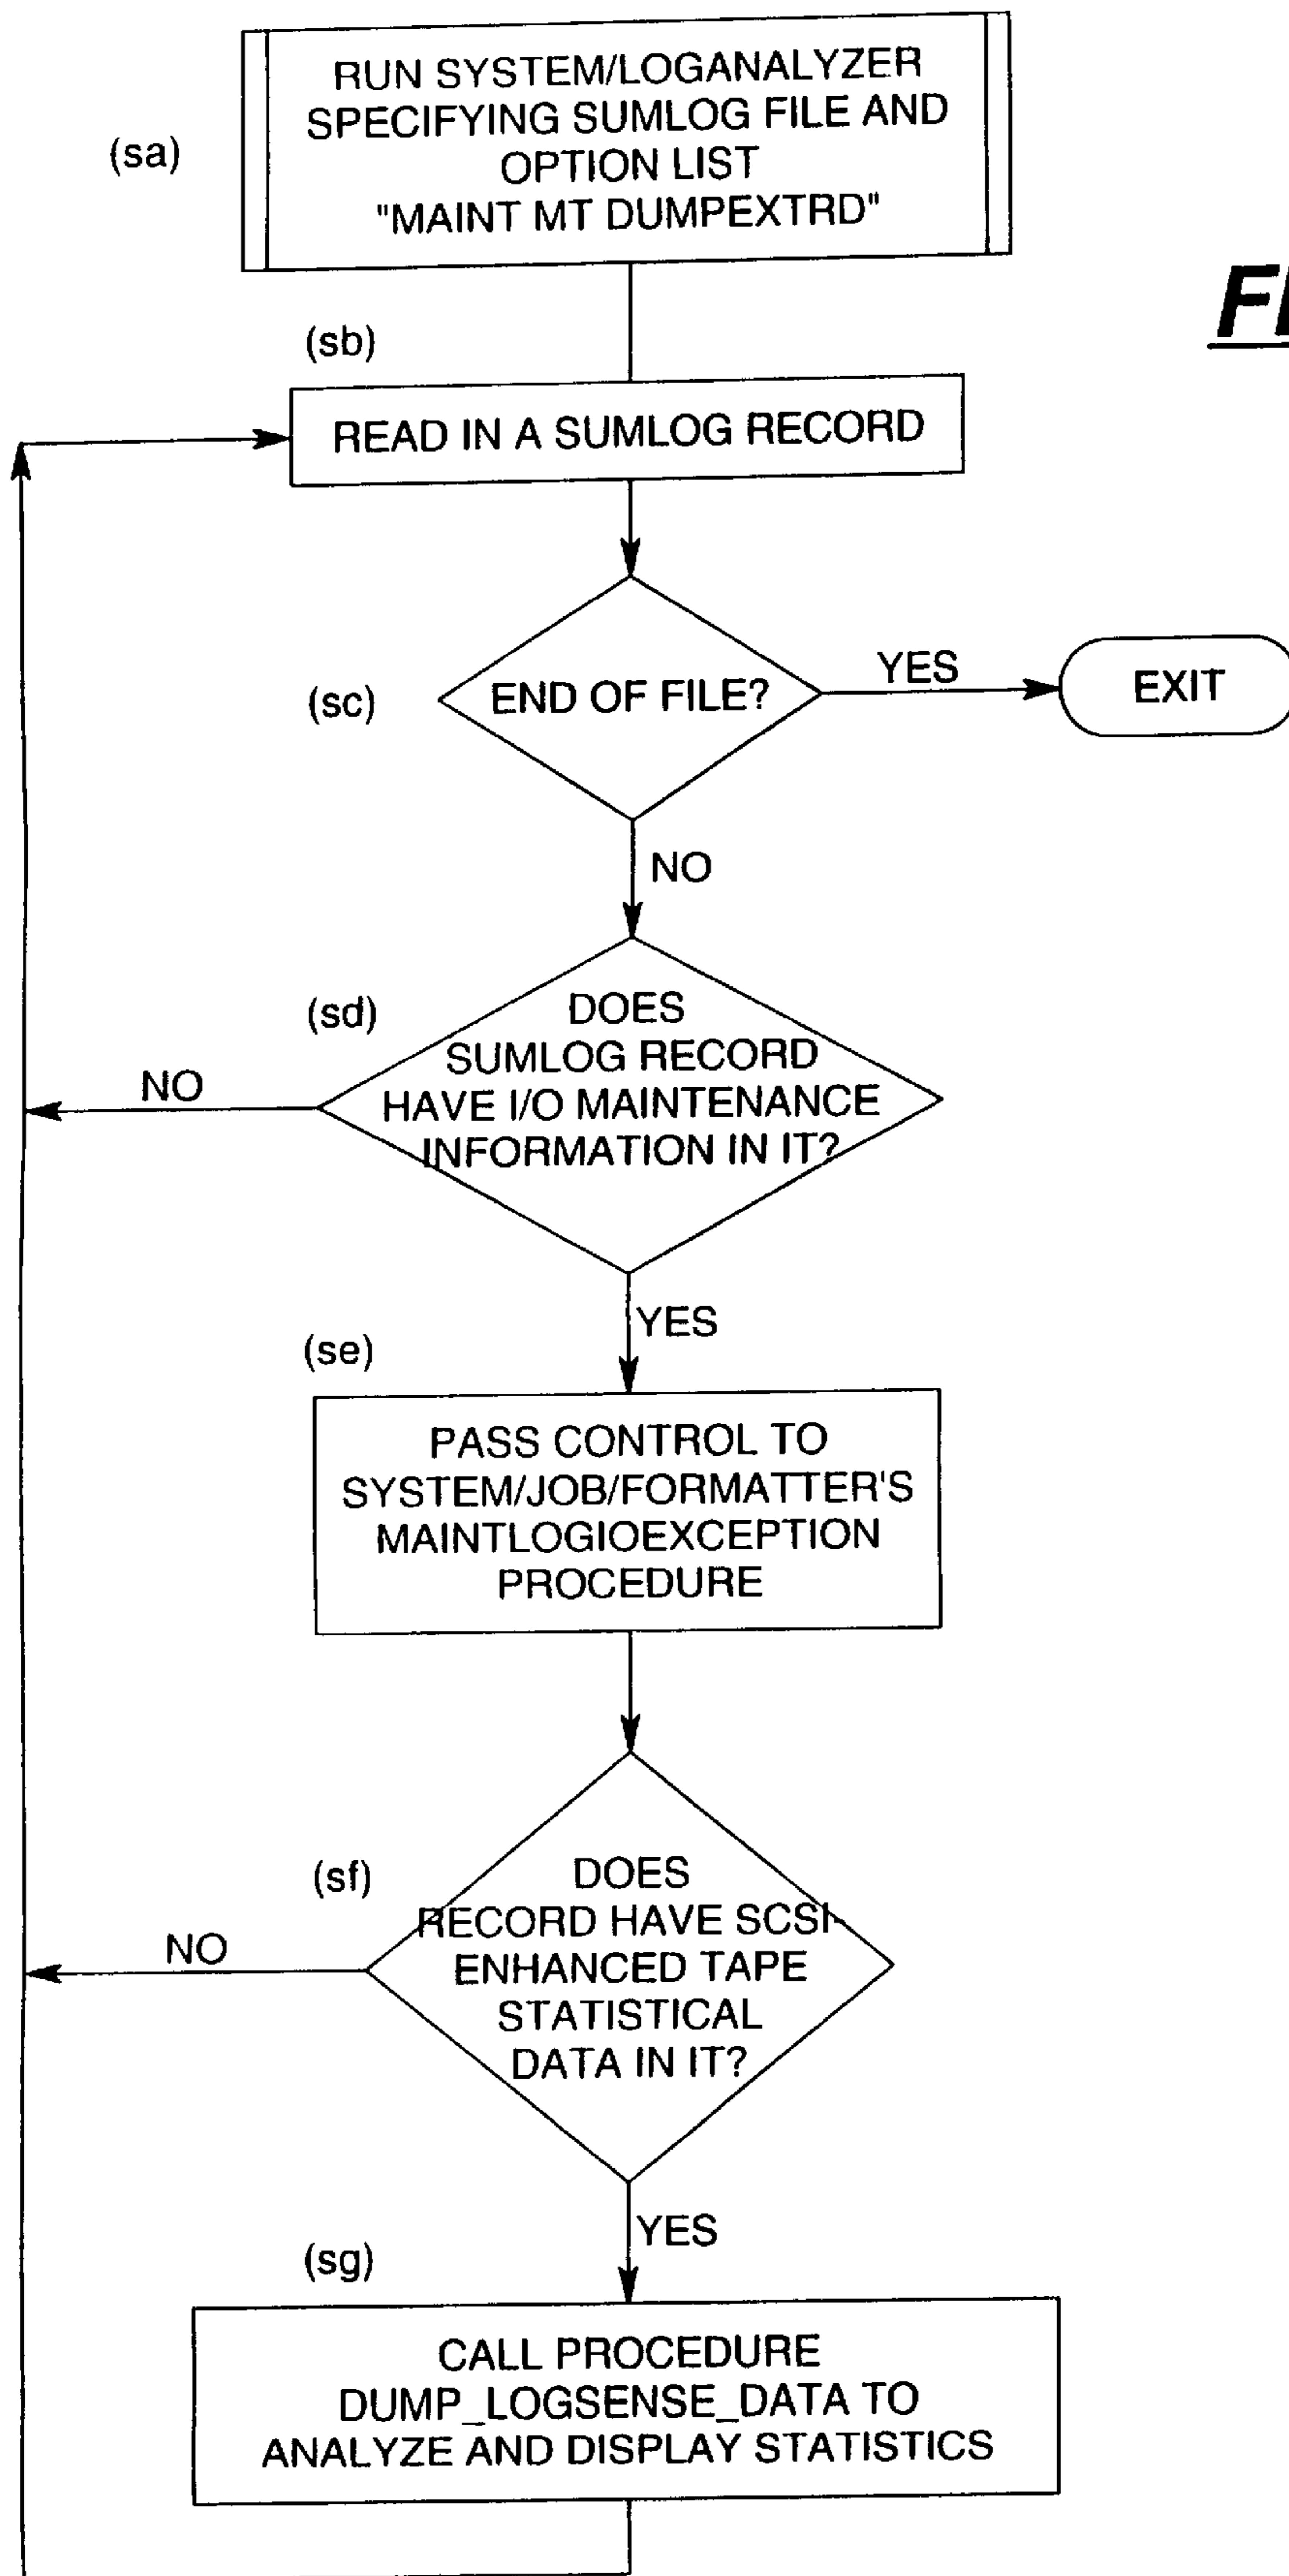 RUN SYSTEM/LOGANALYZER
SPECIFYING SUMLOG FILE AND
OPTION LIST
"MAINT MT DUMPEXTRD"
(sa)
(sb)
READ IN A SUMLOG RECORD
(sc)
END OF FILE?
YES
EXIT
NO
(sd)
DOES
SUMLOG RECORD
HAVE I/O MAINTENANCE
INFORMATION IN IT?
NO
YES
(se)
PASS CONTROL TO
SYSTEM/JOB/FORMATTER'S
MAINTLOGIOEXCEPTION
PROCEDURE
(sf)
DOES
RECORD HAVE SCSI-
ENHANCED TAPE
STATISTICAL
DATA IN IT?
NO
YES
(sg)
CALL PROCEDURE
DUMP_LOGSENSE_DATA TO
ANALYZE AND DISPLAY STATISTICS